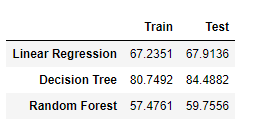 Train Test
Linear Regression 67.2351 67.9136
Decision Tree 80.7492 84.4882
Random Forest 57.4761 59.7556